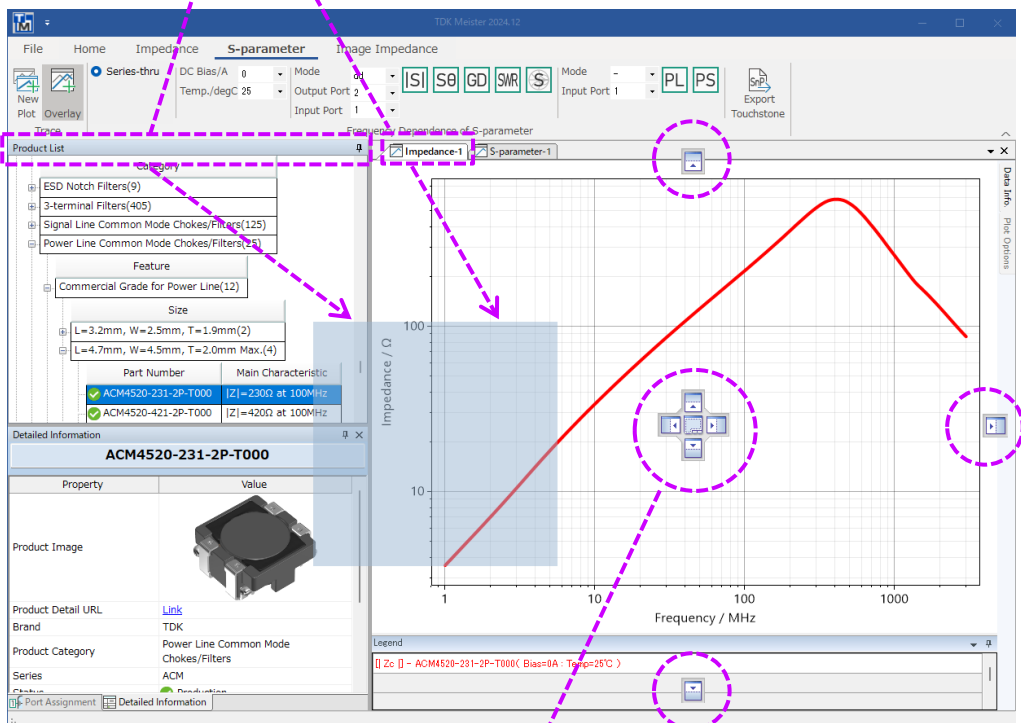 TDK Meister 2024.12
File Home Impedance S-parameter Image Impedance
Series-thru DC Bias/A 0 Mode dd |S| Sθ GD SWR S Mode - PL PS
Temp./degC 25 Output Port 2 Input Port 1
New Plot Overlay Input Port 1 SnP Export Touchstone
Trace Frequency Dependence of S-parameter
Product List
Impedance-1 S-parameter-1
Category
ESD Notch Filters(9)
3-terminal Filters(405)
Signal Line Common Mode Chokes/Filters(125)
Power Line Common Mode Chokes/Filters(25)
Feature
Commercial Grade for Power Line(12)
Size
L=3.2mm, W=2.5mm, T=1.9mm(2)
L=4.7mm, W=4.5mm, T=2.0mm Max.(4)
Part Number Main Characteristic
ACM4520-231-2P-T000 |Z|=230Ω at 100MHz
ACM4520-421-2P-T000 |Z|=420Ω at 100MHz
Detailed Information
ACM4520-231-2P-T000
Property Value
Product Image
Product Detail URL Link
Brand TDK
Product Category Power Line Common Mode
Chokes/Filters
Series ACM
Status Production
Port Assignment Detailed Information
Data Info.
Plot Options
100
Impedance / Ω
10
1 10 100 1000
Frequency / MHz
Legend
[] Zc [] - ACM4520-231-2P-T000( Bias=0A : Temp=25℃ )